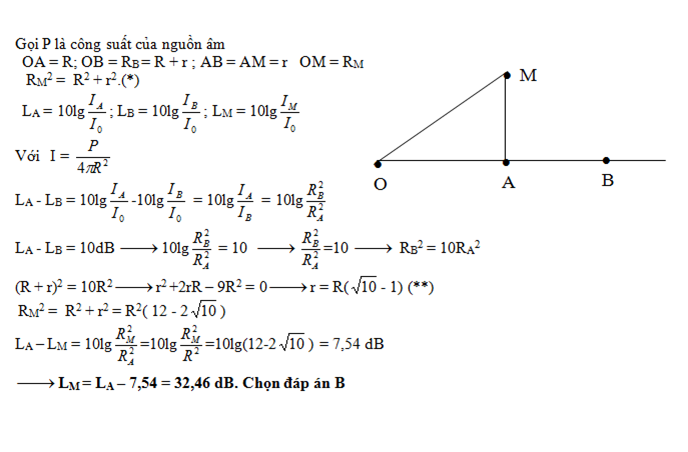 Gọi P là công suất của nguồn âm
OA = R; OB = R_B = R + r ; AB = AM = r   OM = R_M
R_M² = R² + r².(*)
L_A = 10lg I_A/I_0 ; L_B = 10lg I_B/I_0 ; L_M = 10lg I_M/I_0
Với I = P/4πR²
L_A - L_B = 10lg I_A/I_0 -10lg I_B/I_0 = 10lg I_A/I_B = 10lg R_B²/R_A²
L_A - L_B = 10dB ⟶ 10lg R_B²/R_A² = 10 ⟶ R_B²/R_A² =10 ⟶ R_B² = 10R_A²
(R + r)² = 10R² ⟶ r² +2rR – 9R² = 0 ⟶ r = R(√10 - 1) (**)
R_M² = R² + r² = R²( 12 - 2√10 )
L_A – L_M = 10lg R_M²/R_A² =10lg R_M²/R² =10lg(12-2√10 ) = 7,54 dB
⟶ L_M = L_A – 7,54 = 32,46 dB. Chọn đáp án B
M
O
A
B